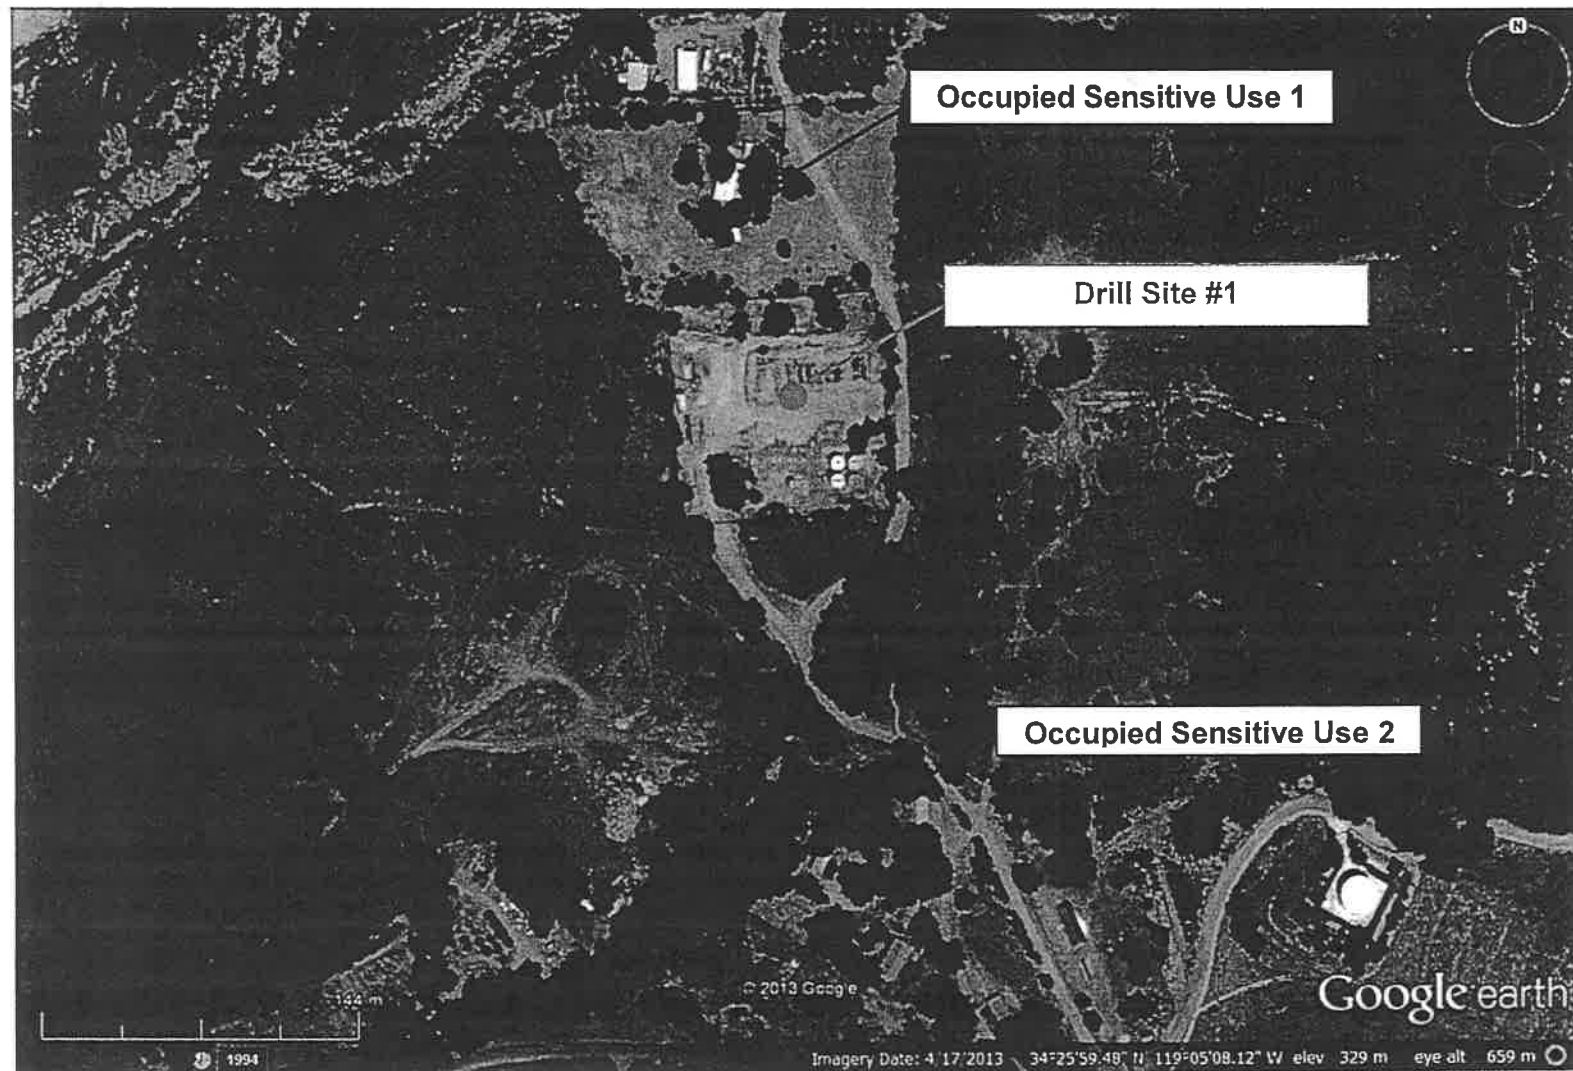 N
Occupied Sensitive Use 1
Drill Site #1
Occupied Sensitive Use 2
144 m
© 2013 Google
Google earth
1994
Imagery Date: 4/17/2013 34°25'59.48" N 119°05'08.12" W elev 329 m eye alt 659 m